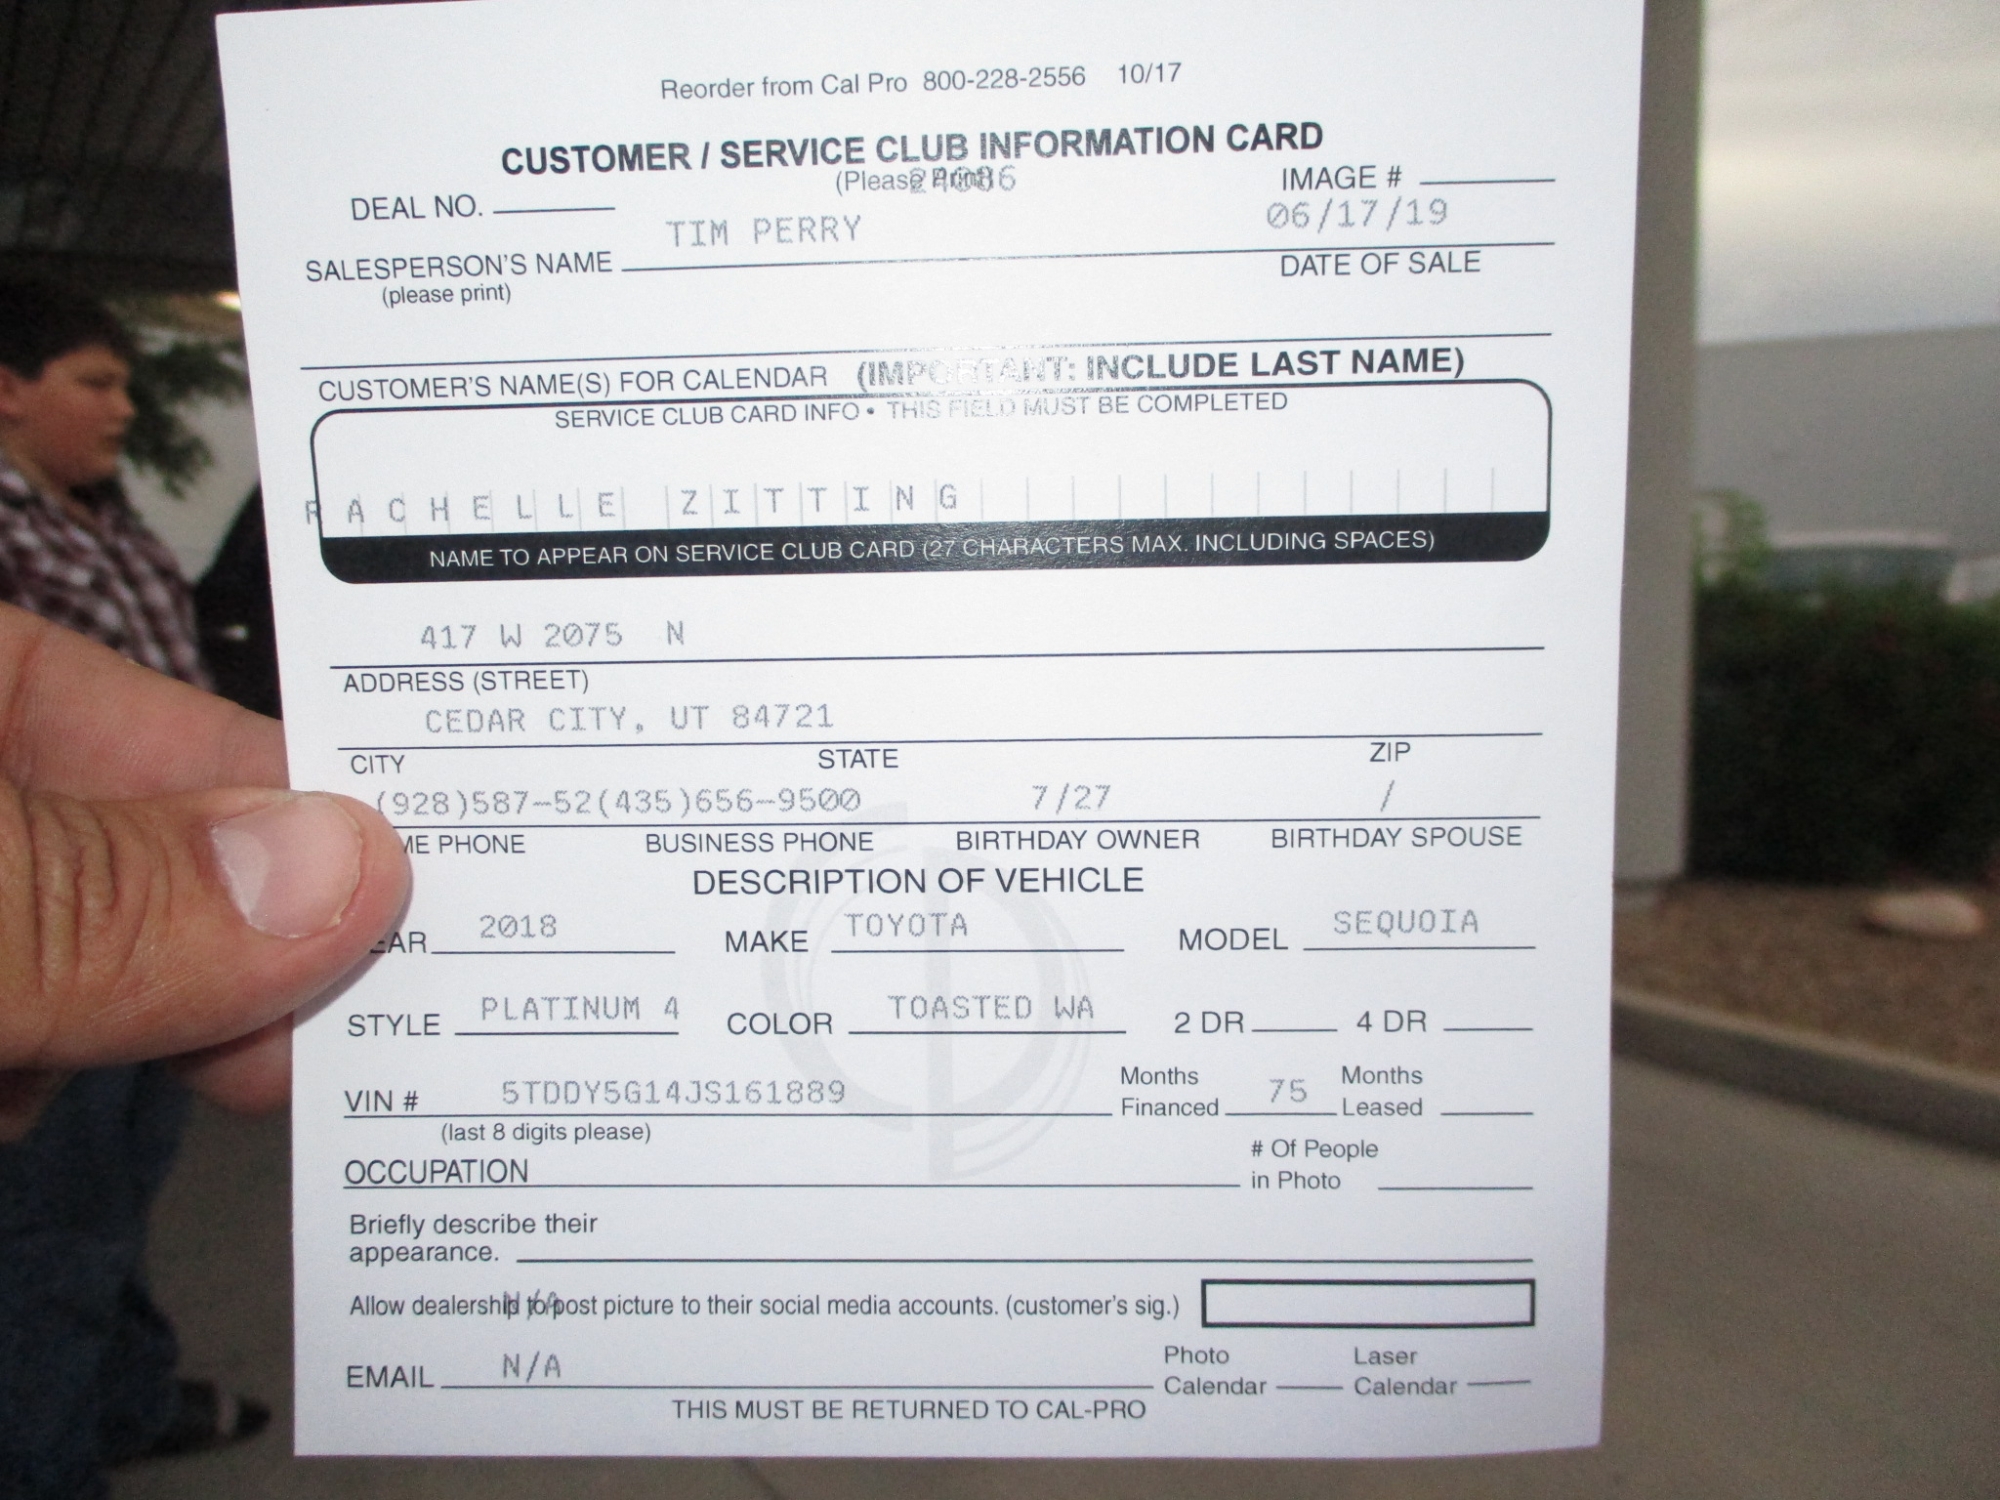 Reorder from Cal Pro 800-228-2556 10/17
CUSTOMER / SERVICE CLUB INFORMATION CARD
(Please Print)
DEAL NO. IMAGE #
TIM PERRY 06/17/19
SALESPERSON'S NAME DATE OF SALE
(please print)
CUSTOMER'S NAME(S) FOR CALENDAR (IMPORTANT: INCLUDE LAST NAME)
SERVICE CLUB CARD INFO • THIS FIELD MUST BE COMPLETED
RACHELLE ZITTING
NAME TO APPEAR ON SERVICE CLUB CARD (27 CHARACTERS MAX. INCLUDING SPACES)
417 W 2075 N
ADDRESS (STREET)
CEDAR CITY, UT 84721
CITY STATE ZIP
(928)587-52(435)656-9500 7/27 /
ME PHONE BUSINESS PHONE BIRTHDAY OWNER BIRTHDAY SPOUSE
DESCRIPTION OF VEHICLE
EAR 2018 MAKE TOYOTA MODEL SEQUOIA
STYLE PLATINUM 4 COLOR TOASTED WA 2 DR 4 DR
VIN # 5TDDY5G14JS161889 Months Financed 75 Months Leased
(last 8 digits please)
OCCUPATION # Of People in Photo
Briefly describe their
appearance.
N/A
Allow dealership to post picture to their social media accounts. (customer's sig.)
EMAIL N/A Photo Calendar Laser Calendar
THIS MUST BE RETURNED TO CAL-PRO